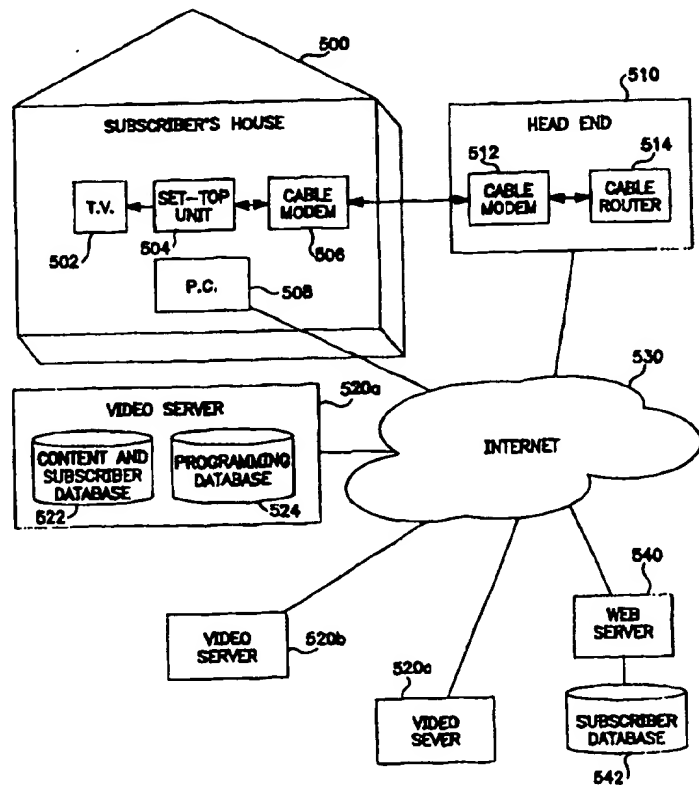 500
SUBSCRIBER'S HOUSE
T.V.
502
SET-TOP
UNIT
504
CABLE
MODEM
506
P.C.
508
510
HEAD END
512
CABLE
MODEM
514
CABLE
ROUTER
520a
VIDEO SERVER
CONTENT AND
SUBSCRIBER
DATABASE
522
PROGRAMMING
DATABASE
524
530
INTERNET
VIDEO
SERVER
520b
520c
VIDEO
SEVER
540
WEB
SERVER
SUBSCRIBER
DATABASE
542